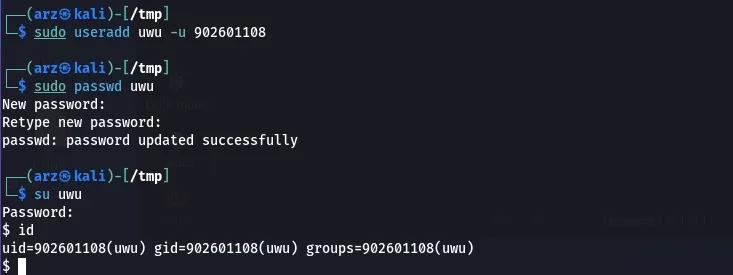 ┌──(arz㉿kali)-[/tmp]
└─$ sudo useradd uwu -u 902601108
┌──(arz㉿kali)-[/tmp]
└─$ sudo passwd uwu
New password:
Retype new password:
passwd: password updated successfully
┌──(arz㉿kali)-[/tmp]
└─$ su uwu
Password:
$ id
uid=902601108(uwu) gid=902601108(uwu) groups=902601108(uwu)
$